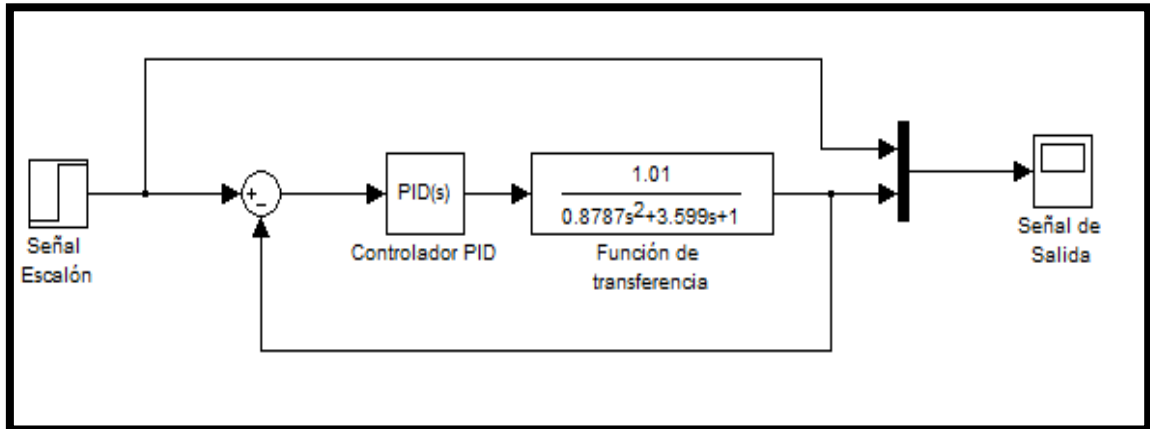 Señal
Escalón
+
−
PID(s)
Controlador PID
1.01
0.8787s²+3.599s+1
Función de
transferencia
Señal de
Salida